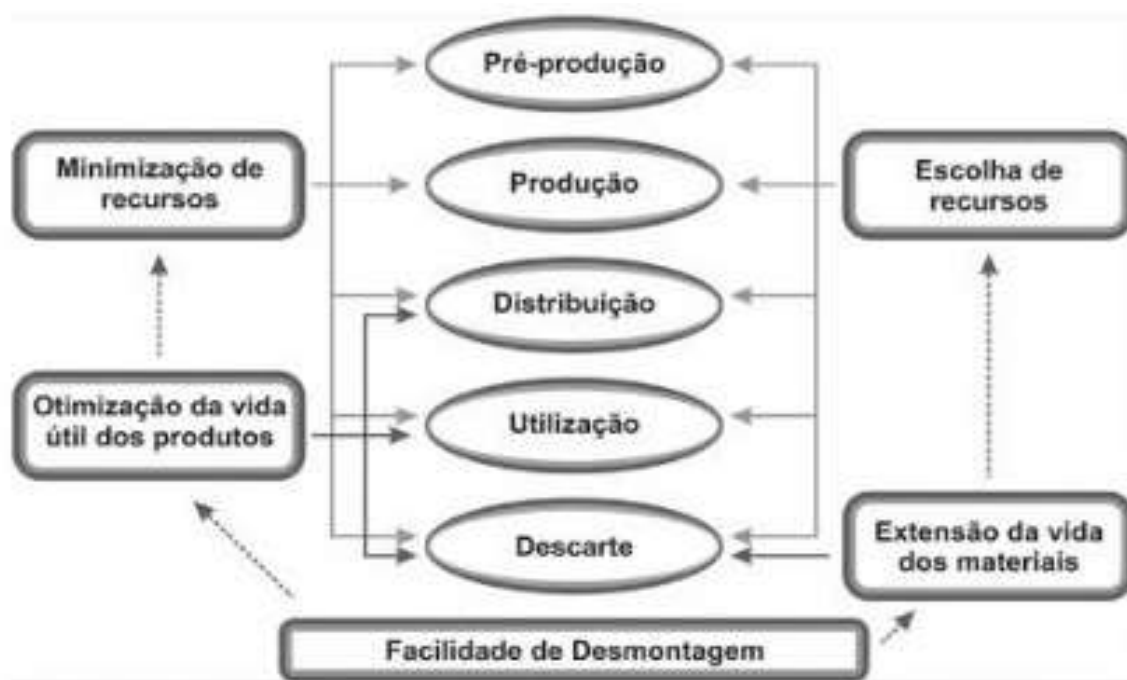 Pré-produção
Minimização de
recursos
Produção
Escolha de
recursos
Distribuição
Otimização da vida
útil dos produtos
Utilização
Descarte
Extensão da vida
dos materiais
Facilidade de Desmontagem